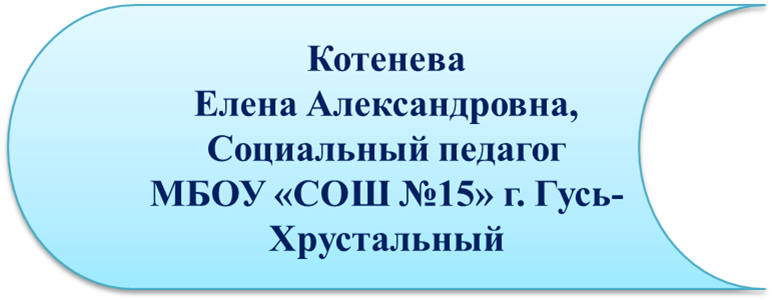 Котенева
Елена Александровна,
Социальный педагог
МБОУ «СОШ №15» г. Гусь-
Хрустальный